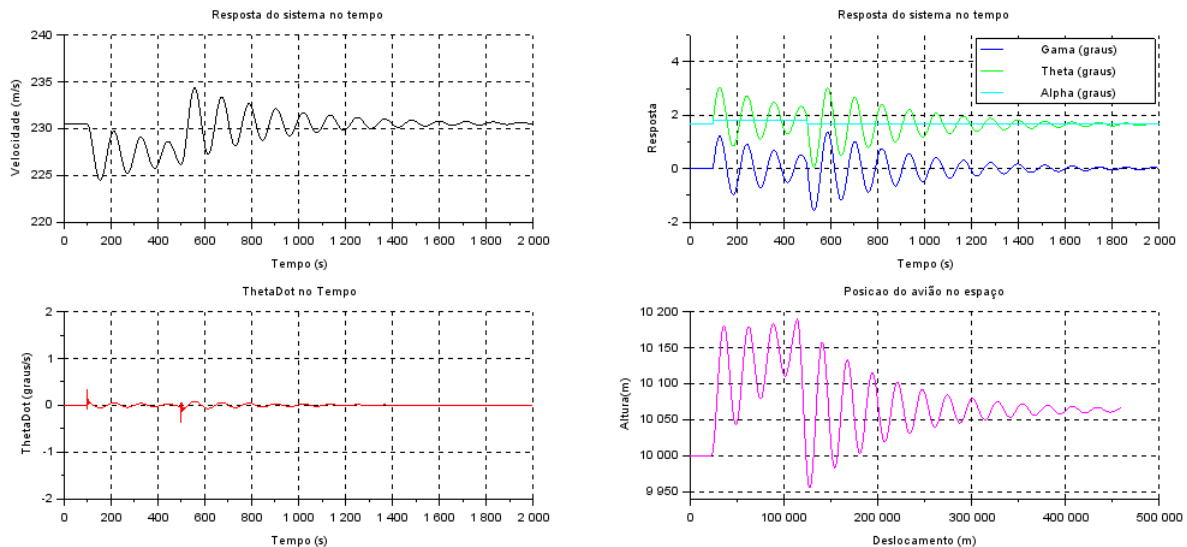 Resposta do sistema no tempo
240
235
230
225
220
Velocidade (m/s)
0 200 400 600 800 1 000 1 200 1 400 1 600 1 800 2 000
Tempo (s)
Resposta do sistema no tempo
Gama (graus)
Theta (graus)
Alpha (graus)
4
2
0
-2
Resposta
0 200 400 600 800 1 000 1 200 1 400 1 600 1 800 2 000
Tempo (s)
ThetaDot no Tempo
2
1
0
-1
-2
ThetaDot (graus/s)
0 200 400 600 800 1 000 1 200 1 400 1 600 1 800 2 000
Tempo (s)
Posicao do avião no espaço
10 200
10 150
10 100
10 050
10 000
9 950
Altura(m)
0 100 000 200 000 300 000 400 000 500 000
Deslocamento (m)